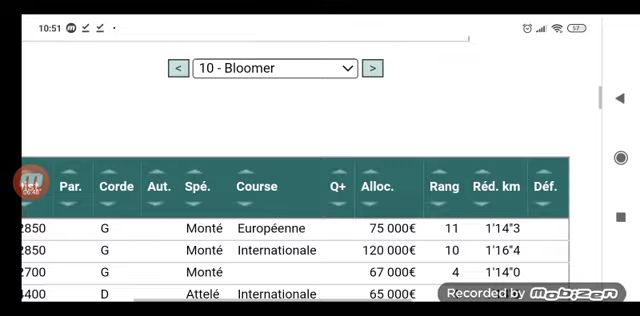 10:51 57
< 10 - Bloomer >
Par. Corde Aut. Spé. Course Q+ Alloc. Rang Réd. km Déf.
2850 G Monté Européenne 75 000€ 11 1'14"3
2850 G Monté Internationale 120 000€ 10 1'16"4
2700 G Monté 67 000€ 4 1'14"0
4400 D Attelé Internationale 65 000€
Recorded by mobizen